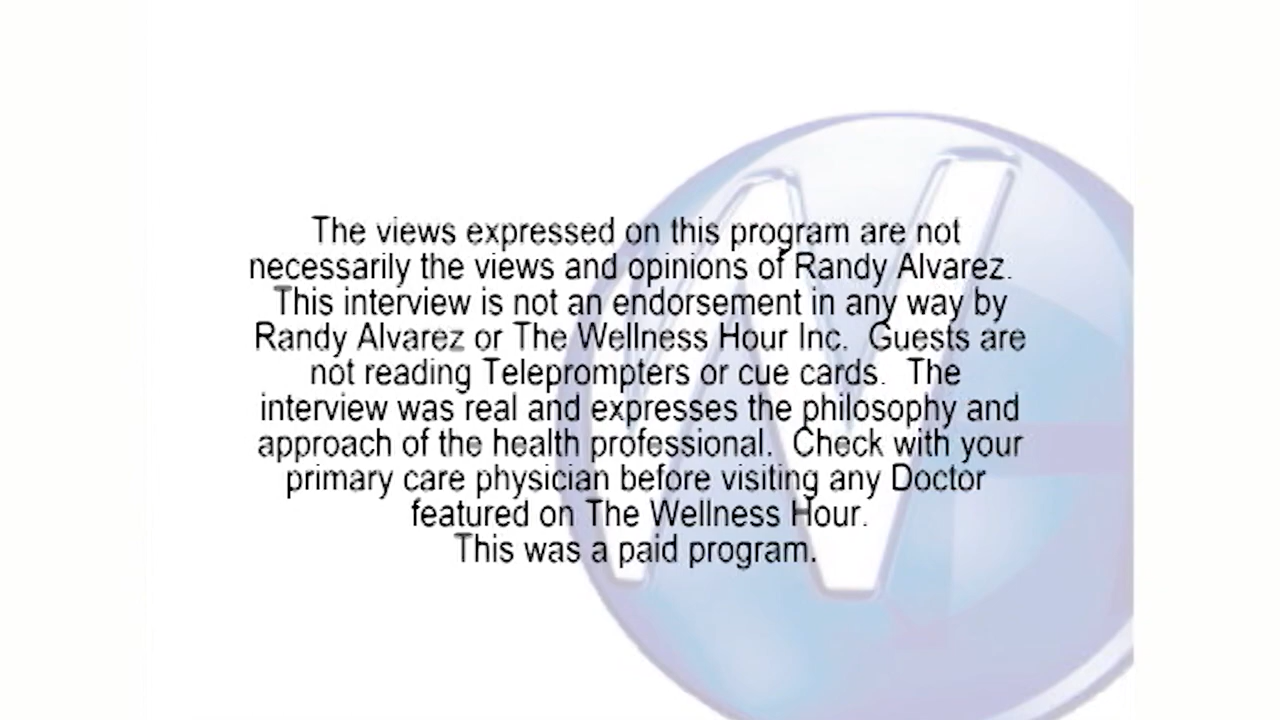 The views expressed on this program are not
necessarily the views and opinions of Randy Alvarez.
This interview is not an endorsement in any way by
Randy Alvarez or The Wellness Hour Inc.  Guests are
not reading Teleprompters or cue cards.  The
interview was real and expresses the philosophy and
approach of the health professional.  Check with your
primary care physician before visiting any Doctor
featured on The Wellness Hour.
This was a paid program.